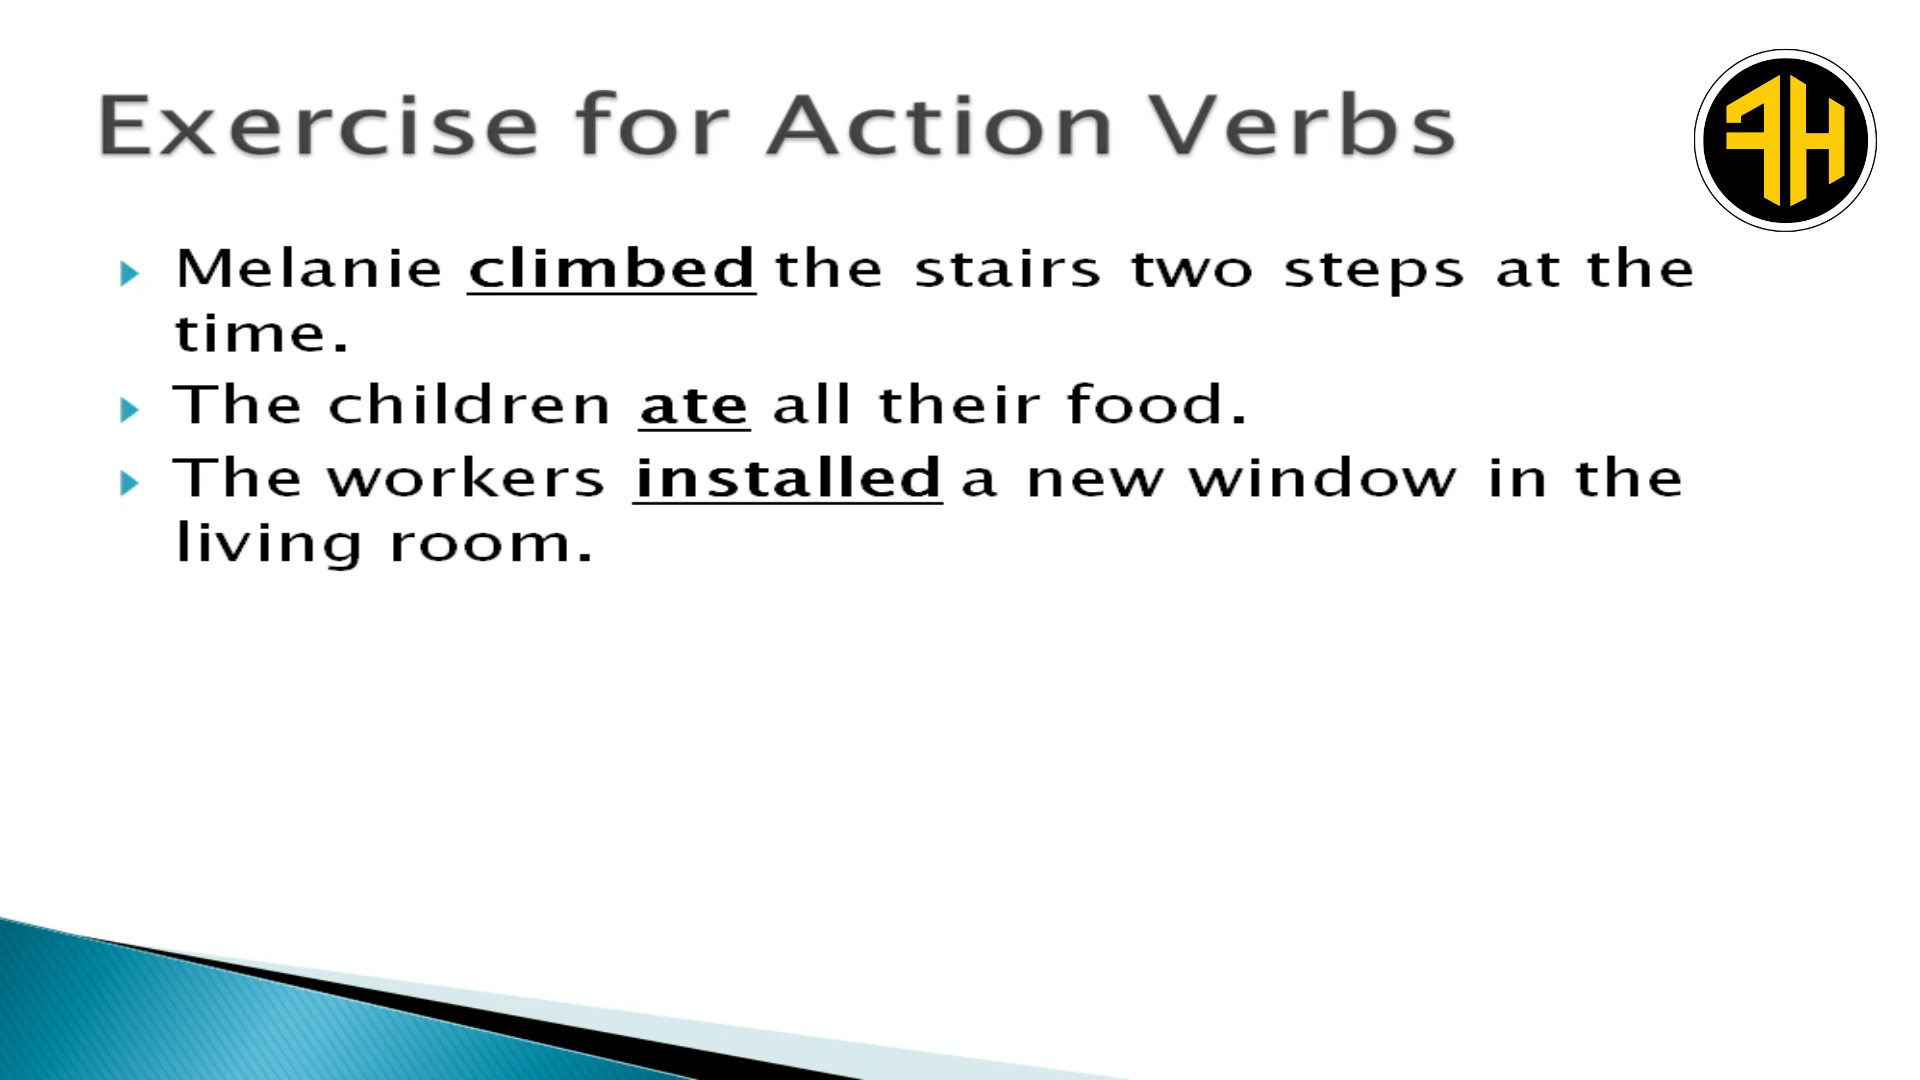 Exercise for Action Verbs
FH
Melanie climbed the stairs two steps at the
time.
The children ate all their food.
The workers installed a new window in the
living room.